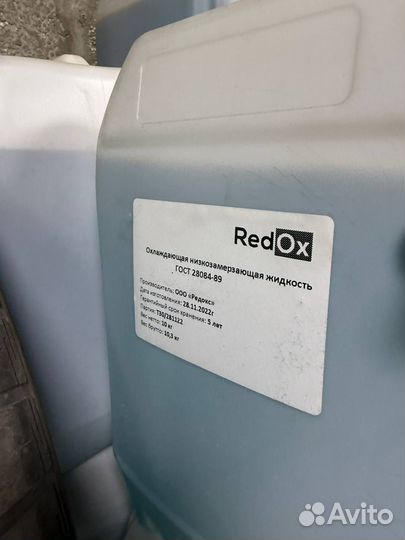 RedOx
Охлаждающая низкозамерзающая жидкость
ГОСТ 28084-89
Производитель: ООО «Редокс»
Дата изготовления: 28.11.2022г
Гарантийный срок хранения: 5 лет
Партия: Т30/281122
Вес нетто: 10 кг
Вес брутто: 10,3 кг
Avito